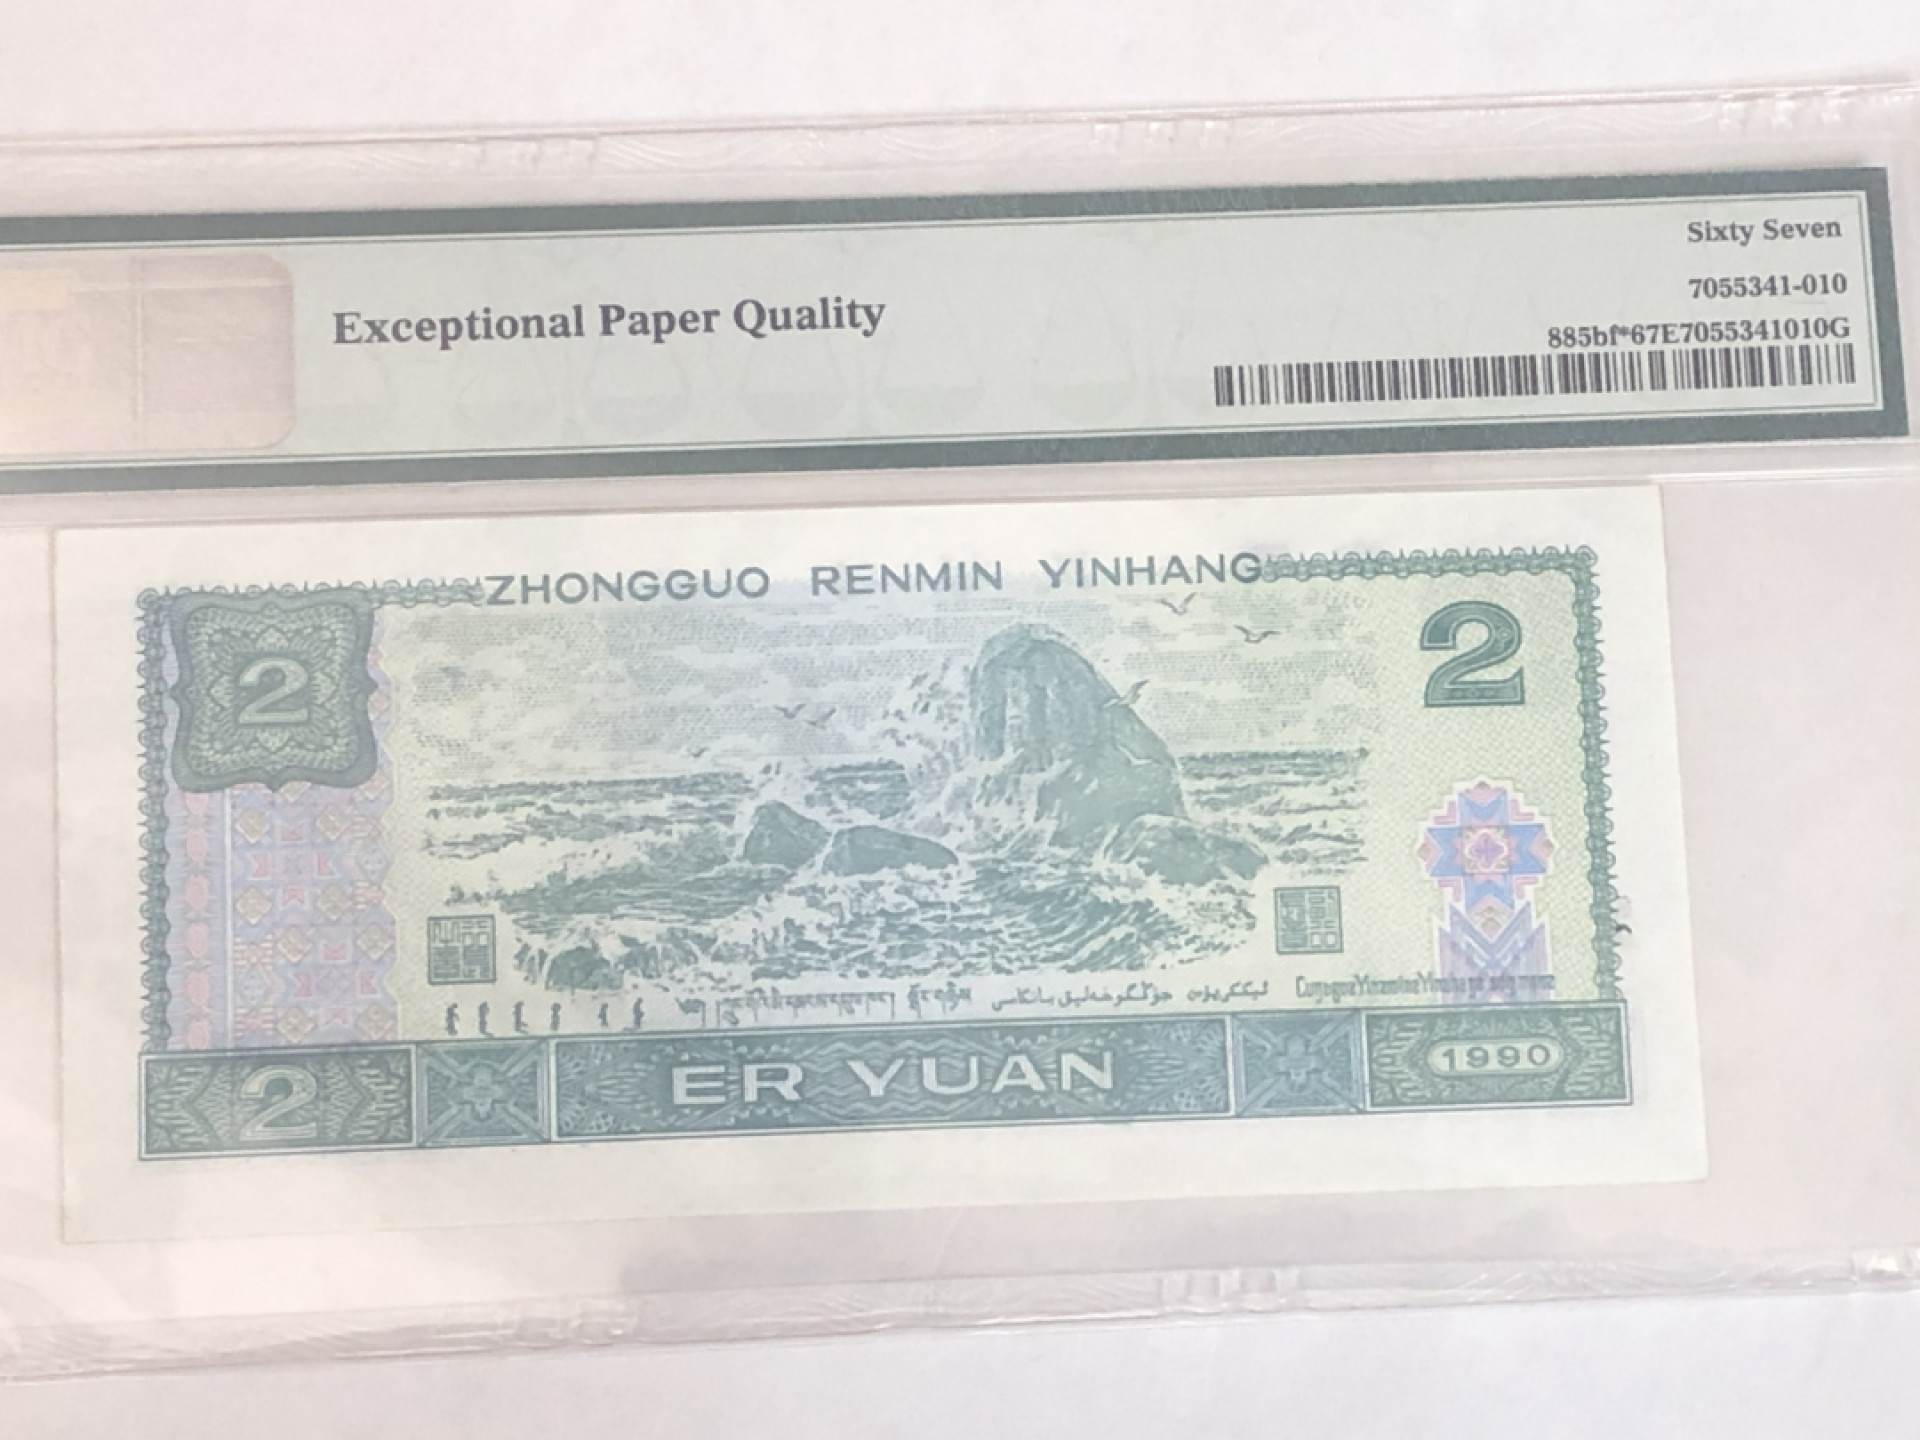 Sixty Seven
Exceptional Paper Quality
7055341-010
885bf*67E7055341010G
ZHONGGUO RENMIN YINHANG
2
2
2
ER YUAN
1990